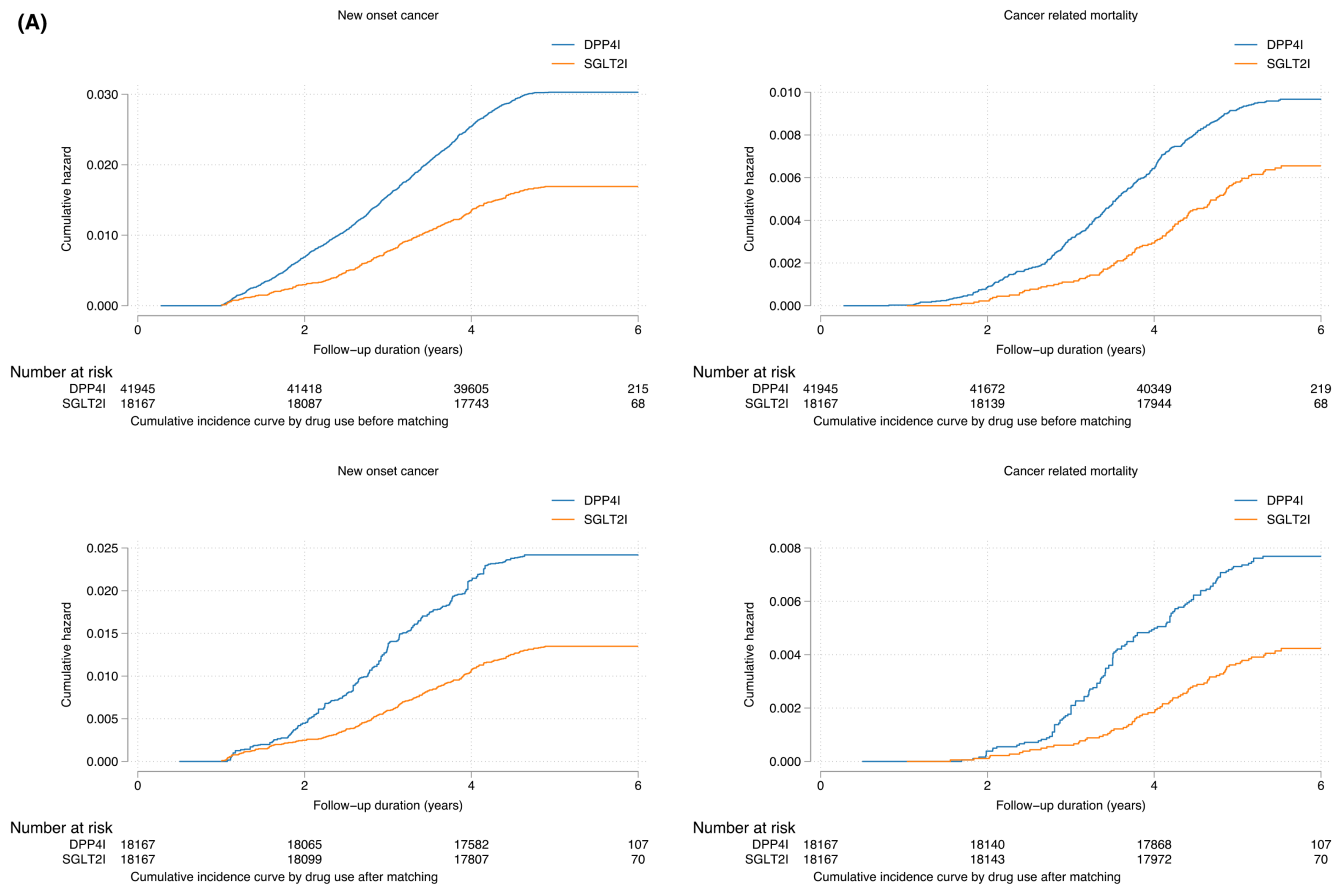 (A)
New onset cancer
DPP4I
SGLT2I
0.030
0.020
0.010
0.000
Cumulative hazard
0 2 4 6
Follow−up duration (years)
Number at risk
DPP4I 41945 41418 39605 215
SGLT2I 18167 18087 17743 68
Cumulative incidence curve by drug use before matching
Cancer related mortality
DPP4I
SGLT2I
0.010
0.008
0.006
0.004
0.002
0.000
Cumulative hazard
0 2 4 6
Follow−up duration (years)
Number at risk
DPP4I 41945 41672 40349 219
SGLT2I 18167 18139 17944 68
Cumulative incidence curve by drug use before matching
New onset cancer
DPP4I
SGLT2I
0.025
0.020
0.015
0.010
0.005
0.000
Cumulative hazard
0 2 4 6
Follow−up duration (years)
Number at risk
DPP4I 18167 18065 17582 107
SGLT2I 18167 18099 17807 70
Cumulative incidence curve by drug use after matching
Cancer related mortality
DPP4I
SGLT2I
0.008
0.006
0.004
0.002
0.000
Cumulative hazard
0 2 4 6
Follow−up duration (years)
Number at risk
DPP4I 18167 18140 17868 107
SGLT2I 18167 18143 17972 70
Cumulative incidence curve by drug use after matching